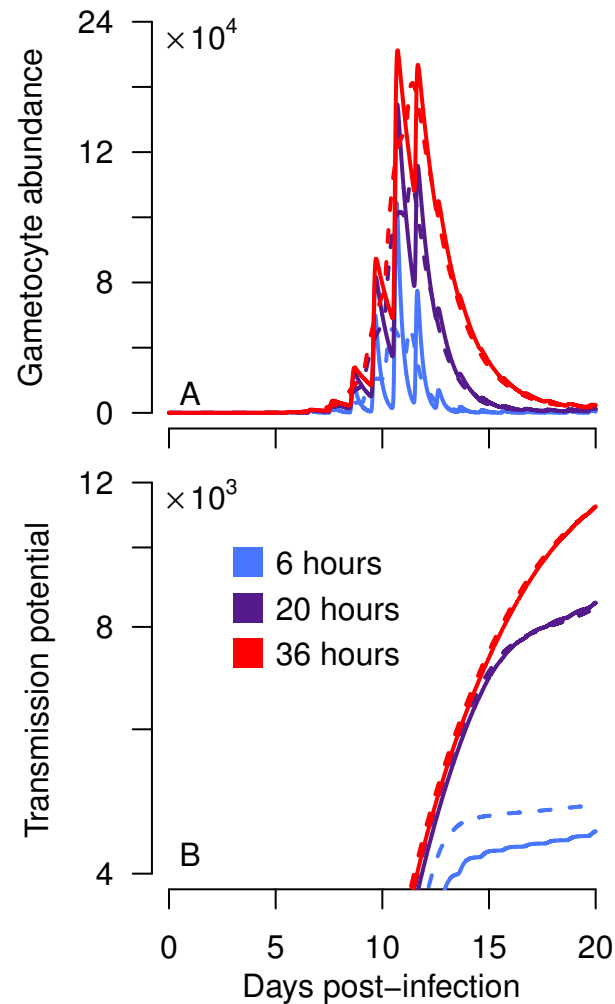 24
×10⁴
12
8
0
Gametocyte abundance
A
12
×10³
8
4
Transmission potential
6 hours
20 hours
36 hours
B
0 5 10 15 20
Days post−infection